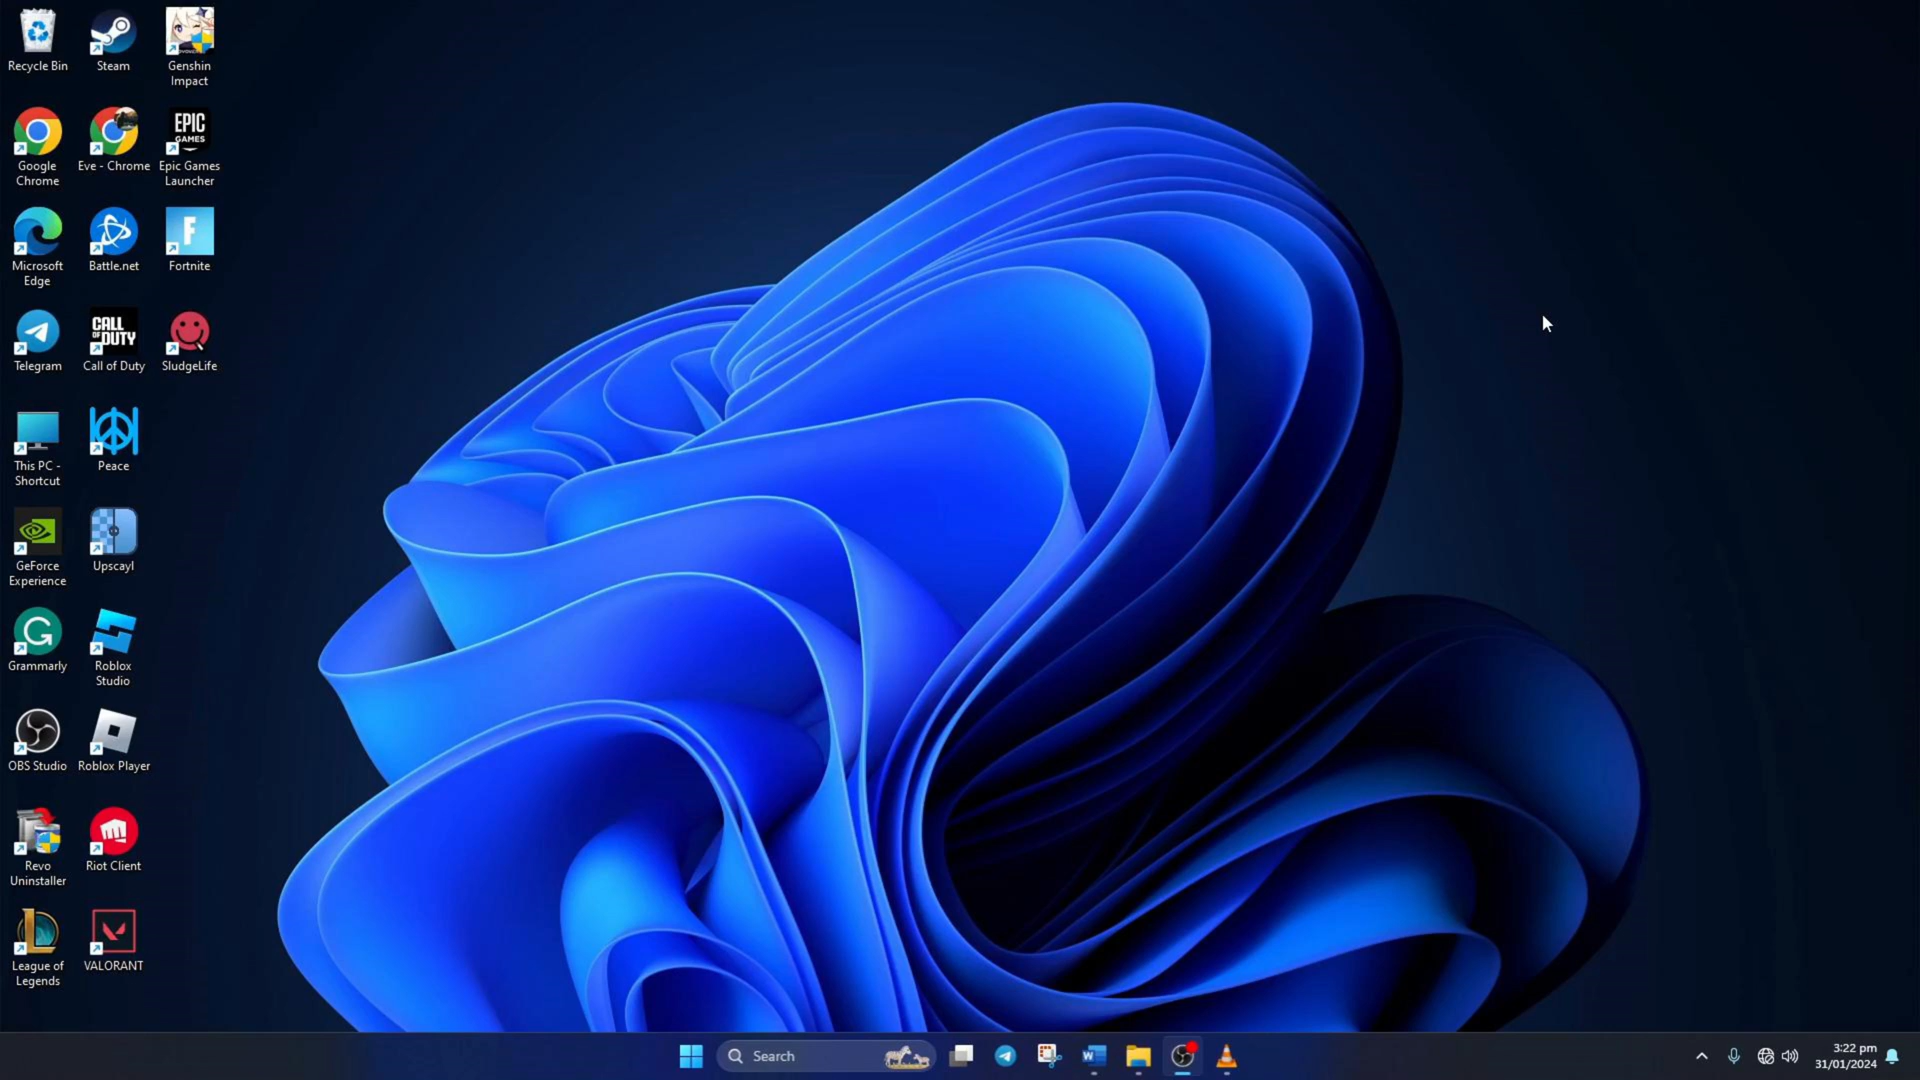 Recycle Bin
Steam
Genshin
Impact
Google
Chrome
Eve - Chrome
EPIC
GAMES
Epic Games
Launcher
Microsoft
Edge
Battle.net
F
Fortnite
Telegram
CALL
OF DUTY
Call of Duty
SludgeLife
This PC -
Shortcut
Peace
GeForce
Experience
Upscayl
G
Grammarly
Roblox
Studio
OBS Studio
Roblox Player
Revo
Uninstaller
Riot Client
L
League of
Legends
VALORANT
Search
W
3:22 pm
31/01/2024